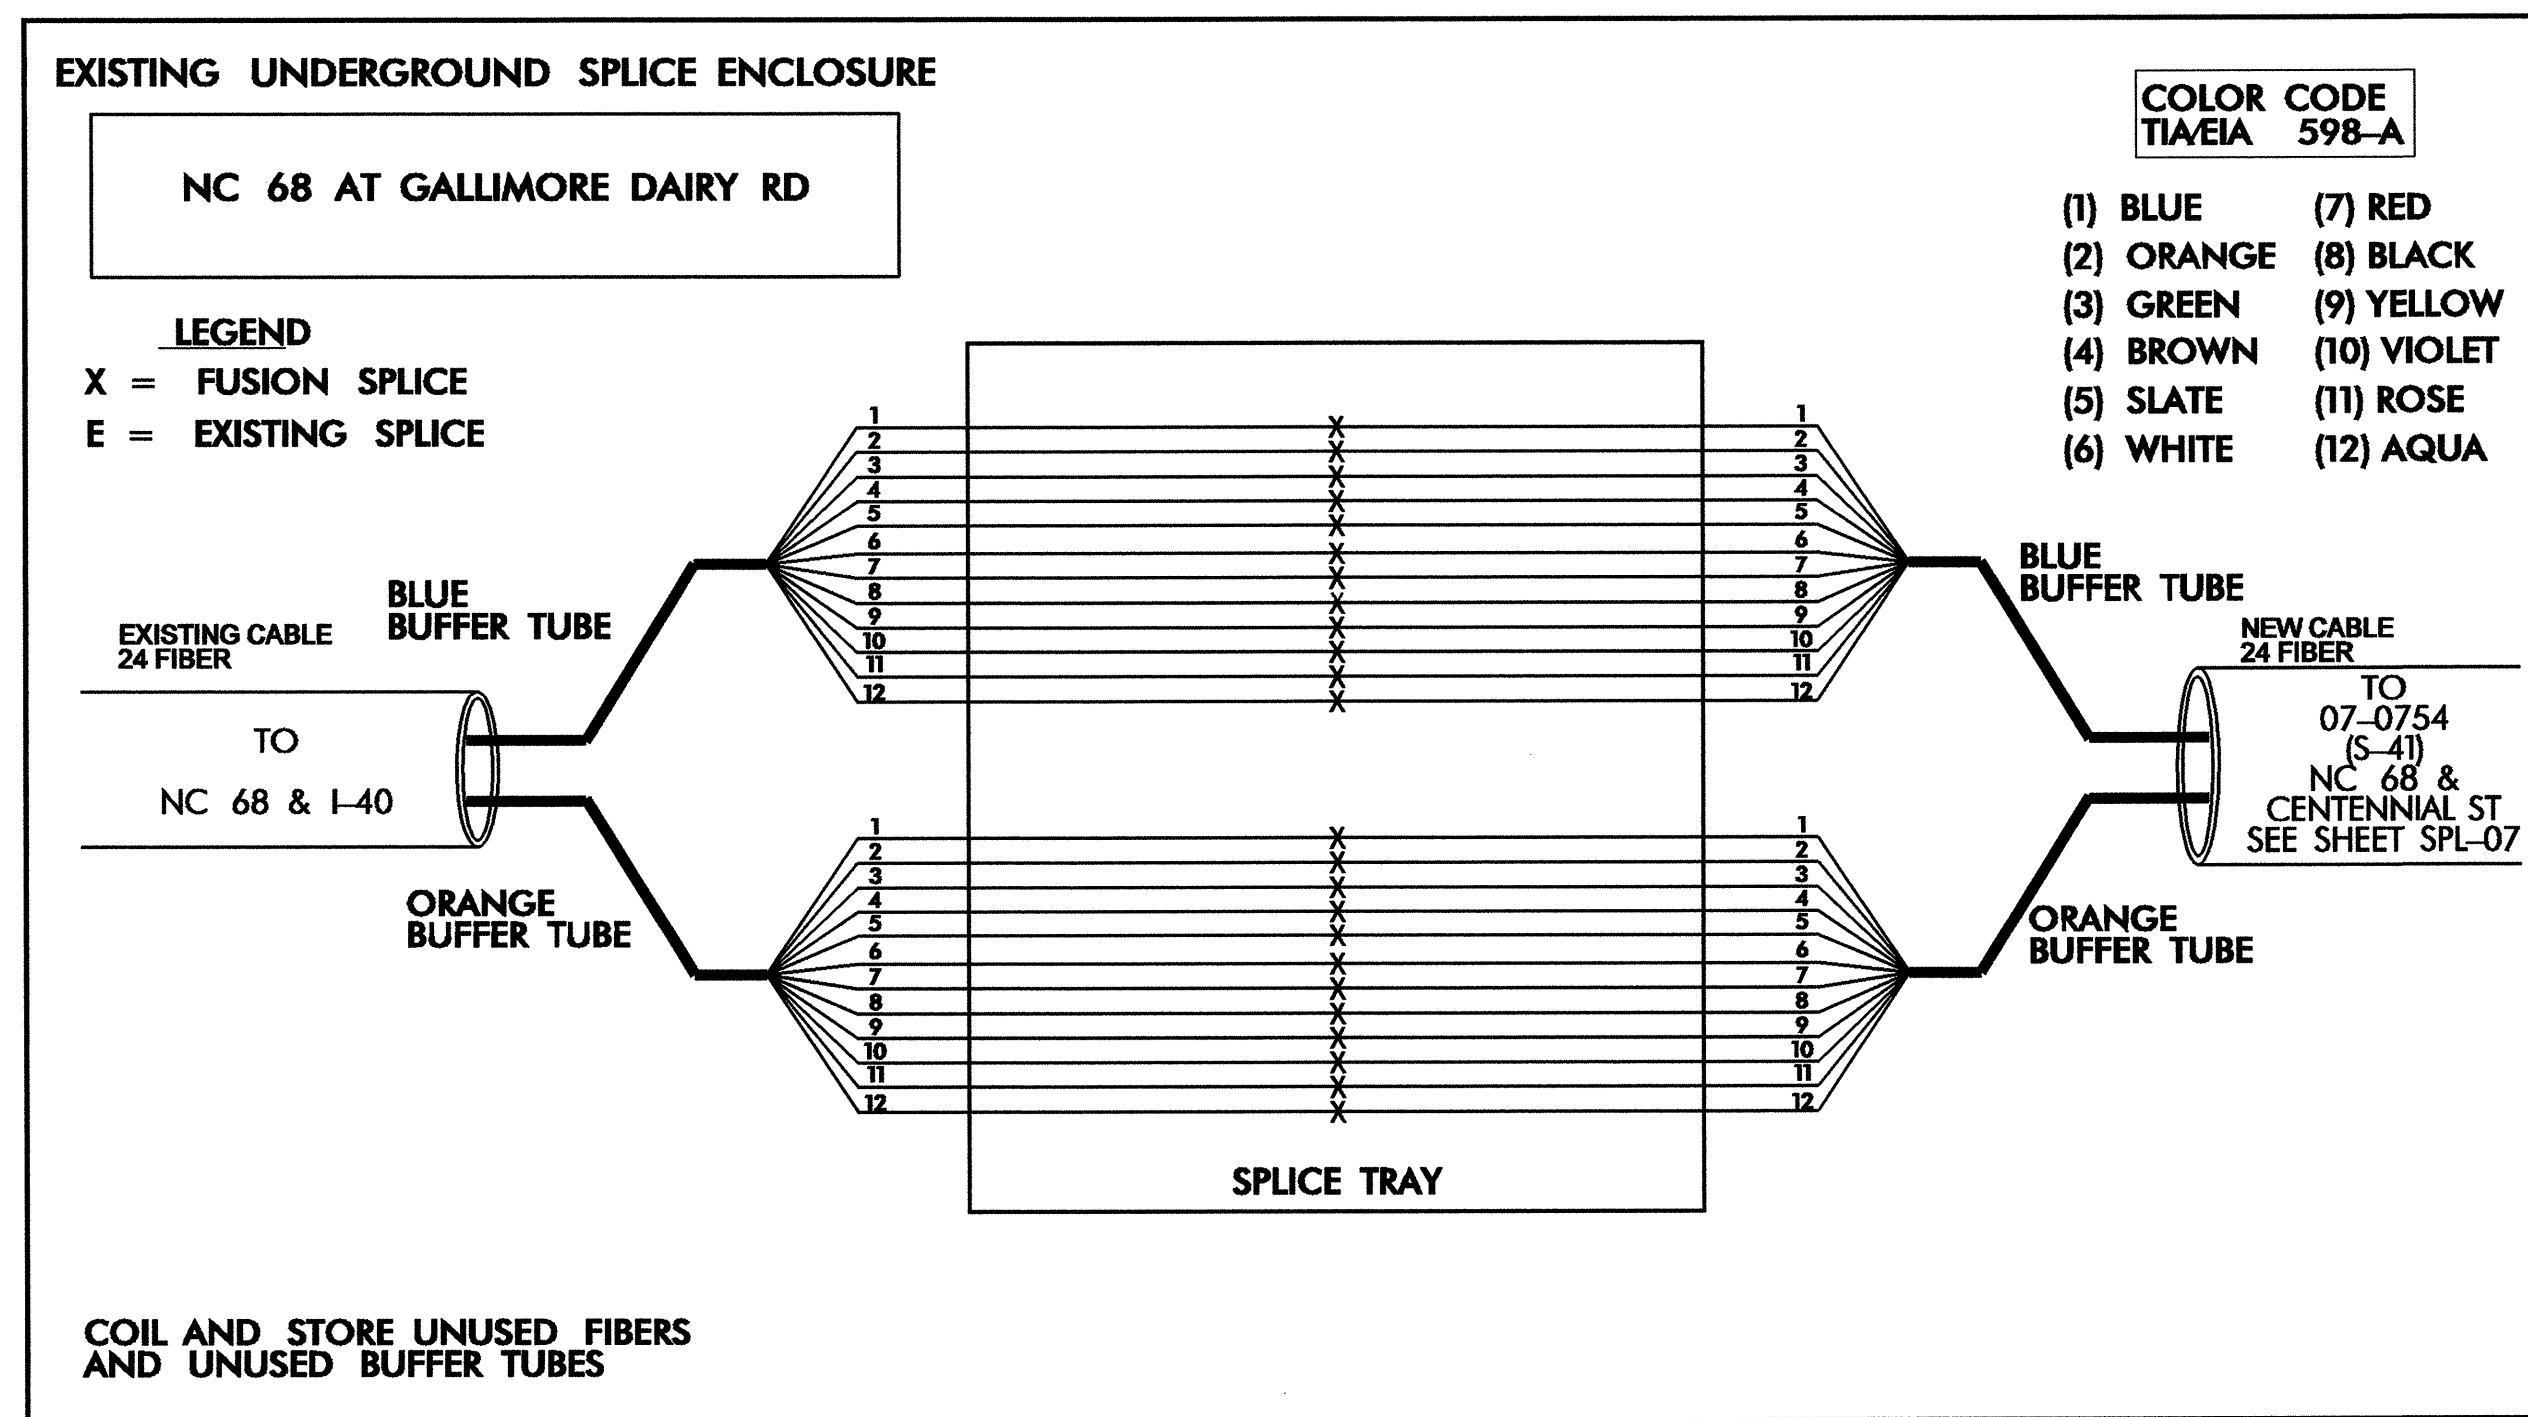 EXISTING UNDERGROUND SPLICE ENCLOSURE
NC 68 AT GALLIMORE DAIRY RD
LEGEND
X = FUSION SPLICE
E = EXISTING SPLICE
COLOR CODE
TIA/EIA 598-A
(1) BLUE (7) RED
(2) ORANGE (8) BLACK
(3) GREEN (9) YELLOW
(4) BROWN (10) VIOLET
(5) SLATE (11) ROSE
(6) WHITE (12) AQUA
1 X 1
2 X 2
3 X 3
4 X 4
5 X 5
6 X 6
7 X 7
8 X 8
9 X 9
10 X 10
11 X 11
12 X 12
BLUE
BUFFER TUBE
EXISTING CABLE
24 FIBER
TO
NC 68 & I-40
ORANGE
BUFFER TUBE
BLUE
BUFFER TUBE
NEW CABLE
24 FIBER
TO
07-0754
(S-41)
NC 68 &
CENTENNIAL ST
SEE SHEET SPL-07
ORANGE
BUFFER TUBE
1 X 1
2 X 2
3 X 3
4 X 4
5 X 5
6 X 6
7 X 7
8 X 8
9 X 9
10 X 10
11 X 11
12 X 12
SPLICE TRAY
COIL AND STORE UNUSED FIBERS
AND UNUSED BUFFER TUBES